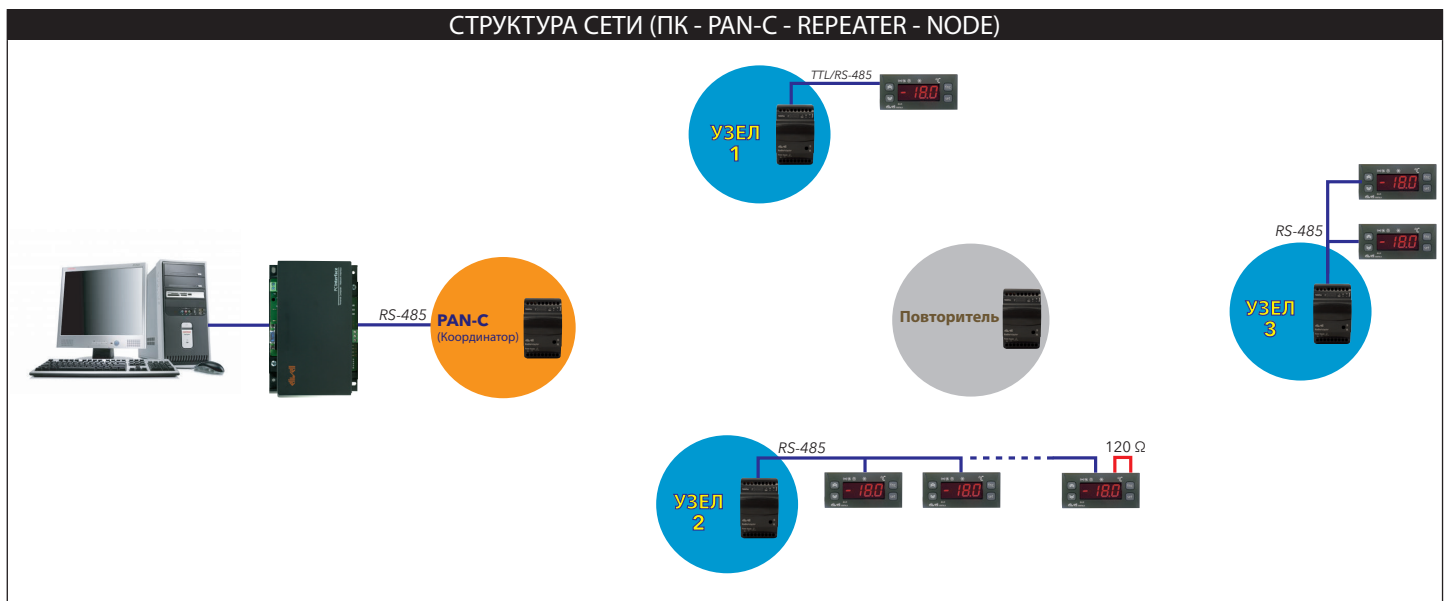 СТРУКТУРА СЕТИ (ПК - PAN-C - REPEATER - NODE)
TTL/RS-485
УЗЕЛ
1
-18.0
°C
RS-485
-18.0
°C
-18.0
°C
УЗЕЛ
3
PCInterface
RS-485
PAN-C
(Координатор)
Повторитель
RS-485
120 Ω
УЗЕЛ
2
-18.0
°C
-18.0
°C
-18.0
°C